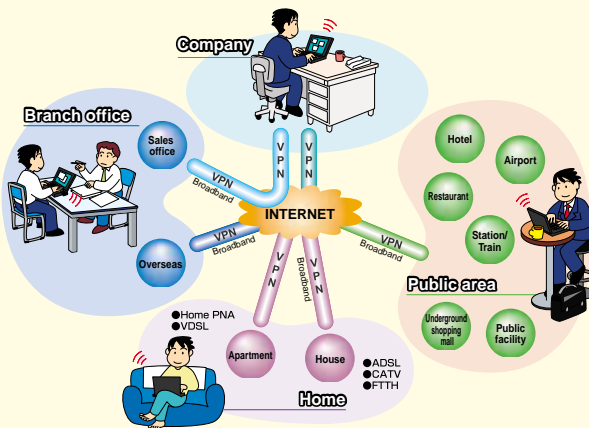 Company
Branch office
Sales
office
Overseas
VPN
Broadband
VPN
Broadband
VPN
VPN
INTERNET
VPN
Broadband
VPN
VPN
Broadband
Hotel
Airport
Restaurant
Station/
Train
Public area
Underground
shopping
mall
Public
facility
●Home PNA
●VDSL
Apartment
House
●ADSL
●CATV
●FTTH
Home